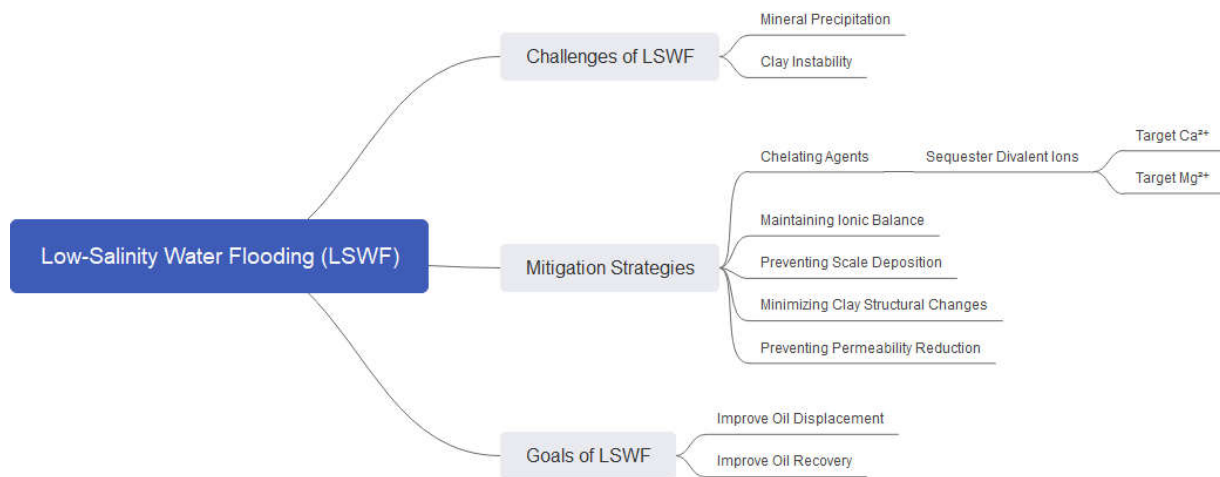 Low-Salinity Water Flooding (LSWF)
Challenges of LSWF
Mineral Precipitation
Clay Instability
Mitigation Strategies
Chelating Agents
Sequester Divalent Ions
Target Ca²⁺
Target Mg²⁺
Maintaining Ionic Balance
Preventing Scale Deposition
Minimizing Clay Structural Changes
Preventing Permeability Reduction
Goals of LSWF
Improve Oil Displacement
Improve Oil Recovery